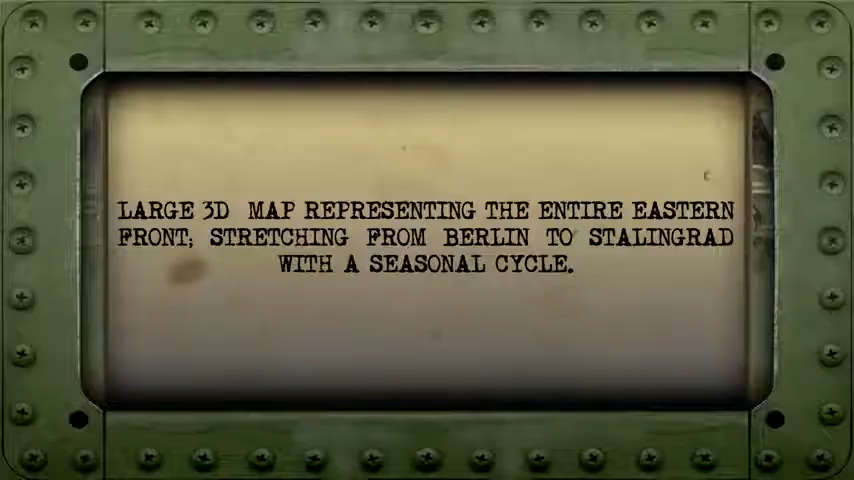 LARGE 3D MAP REPRESENTING THE ENTIRE EASTERN
FRONT; STRETCHING FROM BERLIN TO STALINGRAD
WITH A SEASONAL CYCLE.